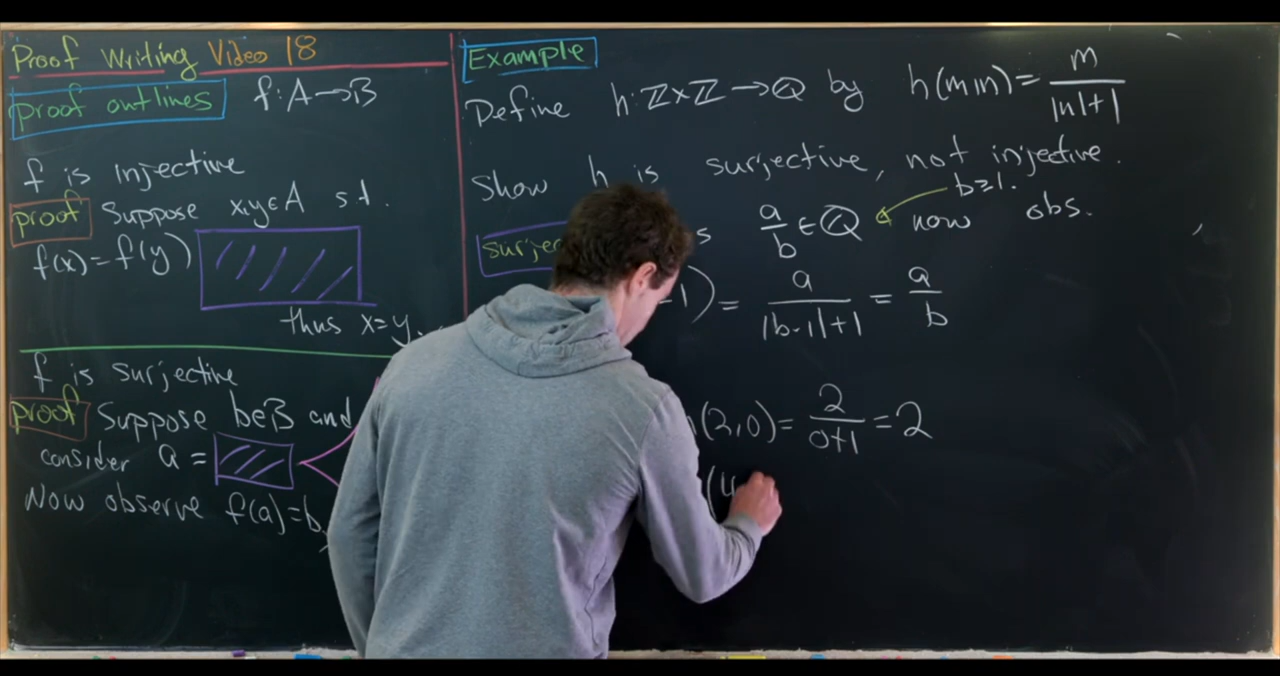 Proof Writing Video 18
proof outlines f: A→B
f is injective
proof Suppose x,y∈A s.t.
f(x)=f(y)
thus x=y.
f is surjective
proof Suppose b∈B and
consider a =
Now observe f(a)=b
Example
Define h: ℤ×ℤ→ℚ by h(m,n)= m/(|n|+1)
Show h is surjective, not injective.
b≥1.
a/b ∈ ℚ now obs.
-1) = a/(|b-1|+1) = a/b
(2,0) = 2/(0+1) = 2
(4